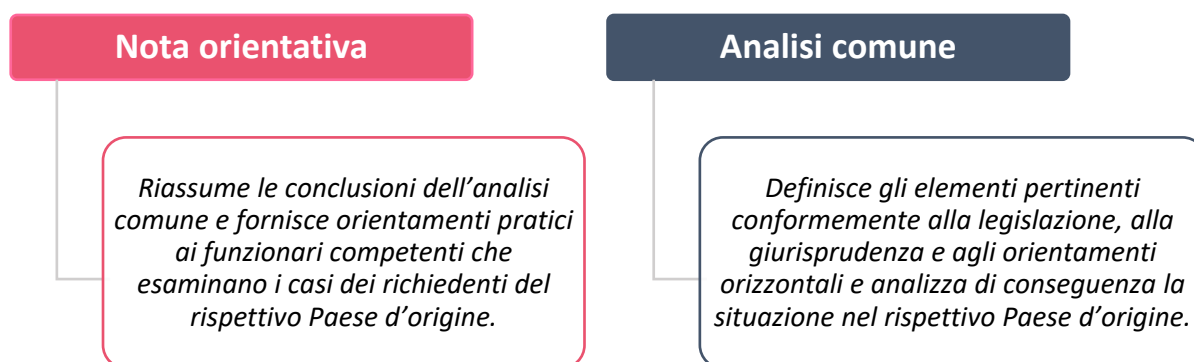 Nota orientativa
Riassume le conclusioni dell’analisi
comune e fornisce orientamenti pratici
ai funzionari competenti che
esaminano i casi dei richiedenti del
rispettivo Paese d’origine.
Analisi comune
Definisce gli elementi pertinenti
conformemente alla legislazione, alla
giurisprudenza e agli orientamenti
orizzontali e analizza di conseguenza la
situazione nel rispettivo Paese d’origine.